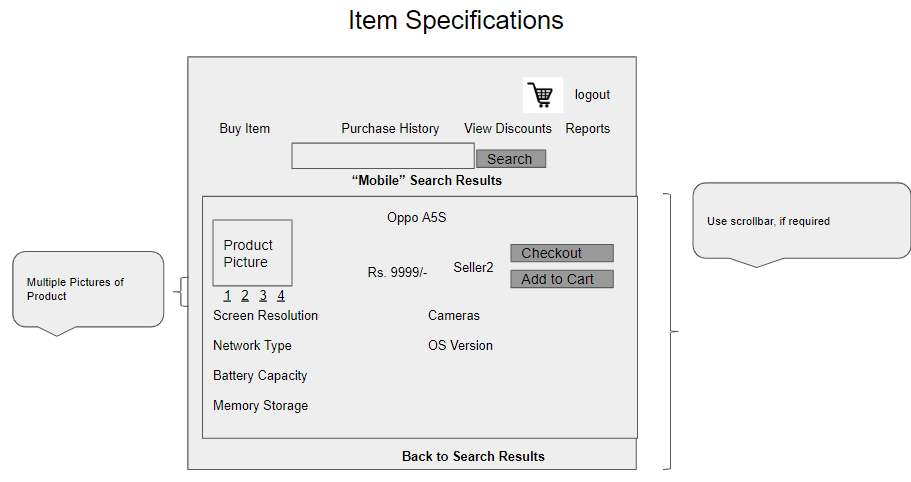 Item Specifications
logout
Buy Item Purchase History View Discounts Reports
Search
“Mobile” Search Results
Oppo A5S
Product
Picture
Rs. 9999/- Seller2
Checkout
Add to Cart
1 2 3 4
Screen Resolution Cameras
Network Type OS Version
Battery Capacity
Memory Storage
Back to Search Results
Multiple Pictures of
Product
Use scrollbar, if required